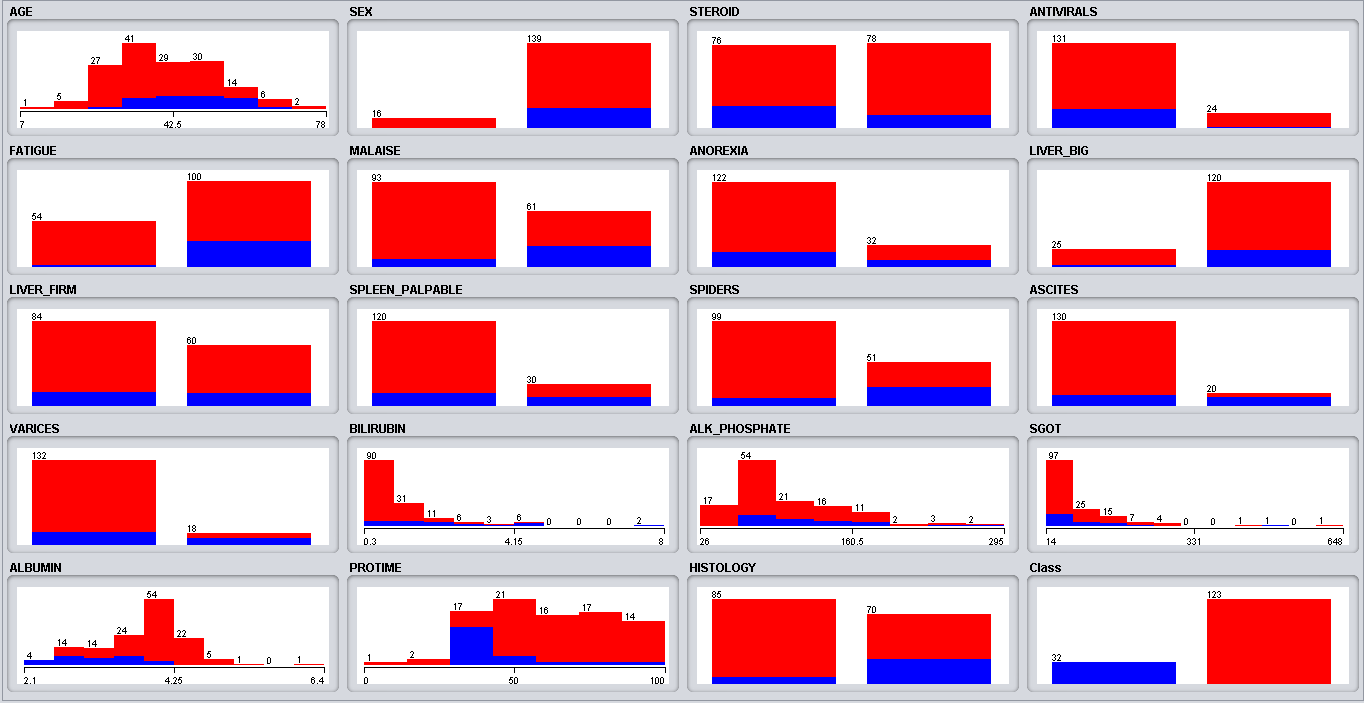 AGE SEX STEROID ANTIVIRALS
41 139 76 78 131
27 29 30
14
1 5 6 2 16 24
7 42.5 78
FATIGUE MALAISE ANOREXIA LIVER_BIG
54 100 93 61 122 32 25 120
LIVER_FIRM SPLEEN_PALPABLE SPIDERS ASCITES
84 60 120 30 99 51 130 20
VARICES BILIRUBIN ALK_PHOSPHATE SGOT
132 18
90 31 11 6 3 6 0 0 0 2
17 54 21 16 11 2 3 2
97 25 15 7 4 0 0 1 1 0 1
0.3 4.15 8 26 160.5 295 14 331 648
ALBUMIN PROTIME HISTOLOGY Class
4 14 14 24 54 22 5 1 0 1
1 2 17 21 16 17 14
85 70 32 123
2.1 4.25 6.4 0 50 100